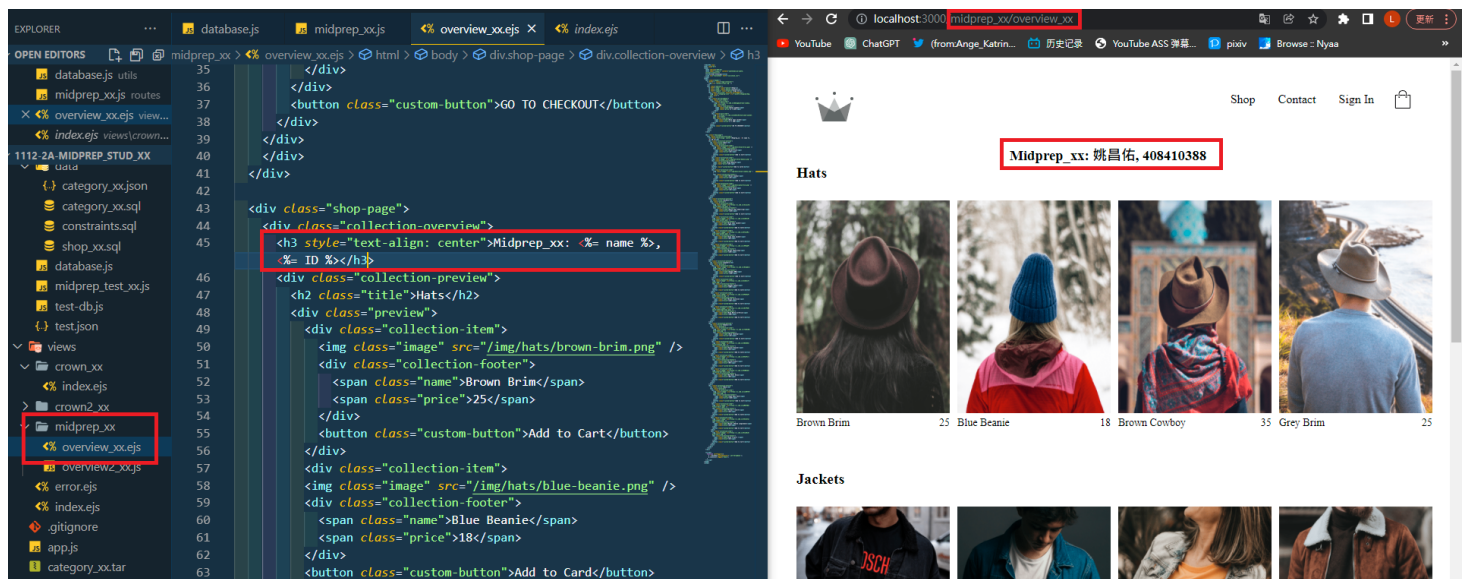 EXPLORER
OPEN EDITORS
database.js utils
midprep_xx.js routes
overview_xx.ejs view...
index.ejs views\crown...
1112-2A-MIDPREP_STUD_XX
data
category_xx.json
category_xx.sql
constraints.sql
shop_xx.sql
database.js
midprep_test_xx.js
test-db.js
test.json
views
crown_xx
index.ejs
crown2_xx
midprep_xx
overview_xx.ejs
overview2_xx.js
error.ejs
index.ejs
.gitignore
app.js
category_xx.tar
database.js midprep_xx.js overview_xx.ejs index.ejs
midprep_xx > overview_xx.ejs > html > body > div.shop-page > div.collection-overview > h3
35 </div>
36 </div>
37 <button class="custom-button">GO TO CHECKOUT</button>
38 </div>
39 </div>
40 </div>
41 </div>
42
43 <div class="shop-page">
44 <div class="collection-overview">
45 <h3 style="text-align: center">Midprep_xx: <%= name %>,
<%= ID %></h3>
46 <div class="collection-preview">
47 <h2 class="title">Hats</h2>
48 <div class="preview">
49 <div class="collection-item">
50 <img class="image" src="/img/hats/brown-brim.png" />
51 <div class="collection-footer">
52 <span class="name">Brown Brim</span>
53 <span class="price">25</span>
54 </div>
55 <button class="custom-button">Add to Cart</button>
56 </div>
57 <div class="collection-item">
58 <img class="image" src="/img/hats/blue-beanie.png" />
59 <div class="collection-footer">
60 <span class="name">Blue Beanie</span>
61 <span class="price">18</span>
62 </div>
63 <button class="custom-button">Add to Card</button>
localhost:3000/midprep_xx/overview_xx
L
更新
YouTube ChatGPT (from:Ange_Katrin... 历史记录 YouTube ASS 弹幕... pixiv Browse :: Nyaa
Shop Contact Sign In
Midprep_xx: 姚昌佑, 408410388
Hats
Brown Brim 25 Blue Beanie 18 Brown Cowboy 35 Grey Brim 25
Jackets